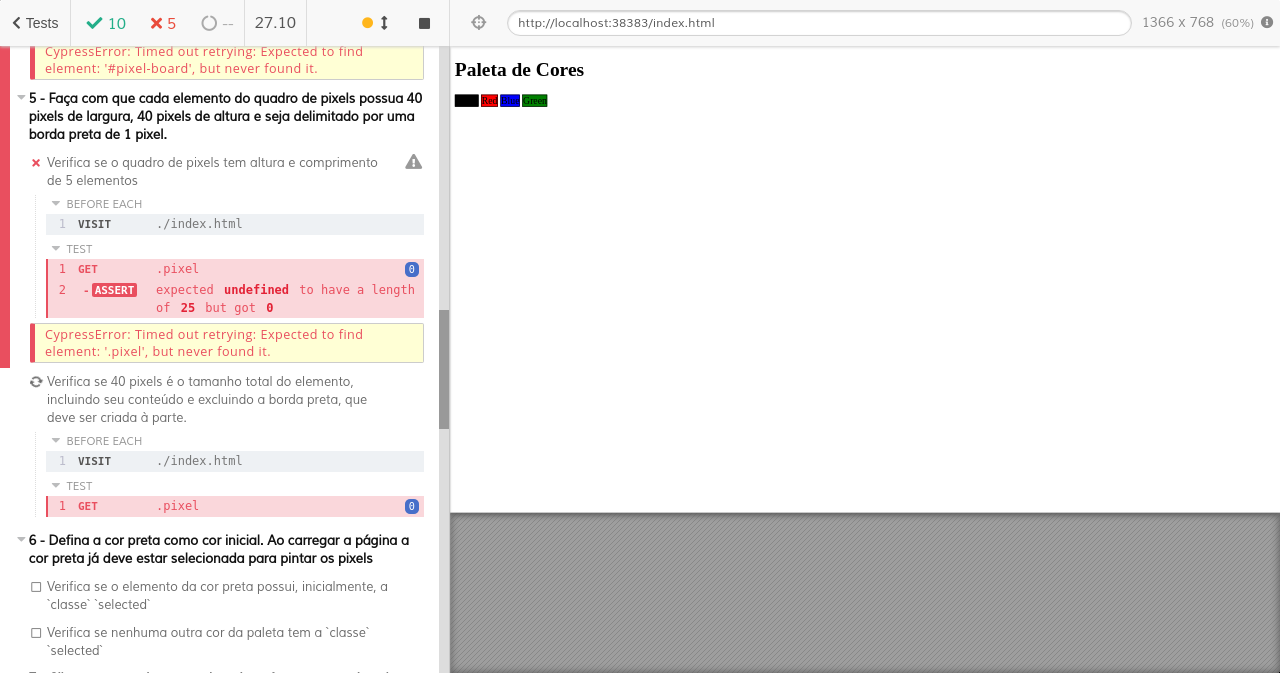 Tests
10
5
--
27.10
http://localhost:38383/index.html
1366 x 768 (60%)
CypressError: Timed out retrying: Expected to find
element: '#pixel-board', but never found it.
5 - Faça com que cada elemento do quadro de pixels possua 40
pixels de largura, 40 pixels de altura e seja delimitado por uma
borda preta de 1 pixel.
Verifica se o quadro de pixels tem altura e comprimento
de 5 elementos
BEFORE EACH
1 VISIT ./index.html
TEST
1 GET .pixel 0
2 -ASSERT expected undefined to have a length
of 25 but got 0
CypressError: Timed out retrying: Expected to find
element: '.pixel', but never found it.
Verifica se 40 pixels é o tamanho total do elemento,
incluindo seu conteúdo e excluindo a borda preta, que
deve ser criada à parte.
BEFORE EACH
1 VISIT ./index.html
TEST
1 GET .pixel 0
6 - Defina a cor preta como cor inicial. Ao carregar a página a
cor preta já deve estar selecionada para pintar os pixels
Verifica se o elemento da cor preta possui, inicialmente, a
`classe` `selected`
Verifica se nenhuma outra cor da paleta tem a `classe`
`selected`
Paleta de Cores
Red Blue Green